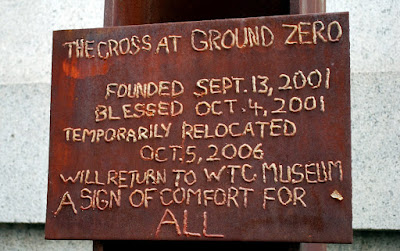 THE CROSS AT GROUND ZERO
FOUNDED SEPT. 13, 2001
BLESSED OCT. 4, 2001
TEMPORARILY RELOCATED
OCT. 5, 2006
WILL RETURN TO WTC MUSEUM
A SIGN OF COMFORT FOR
ALL